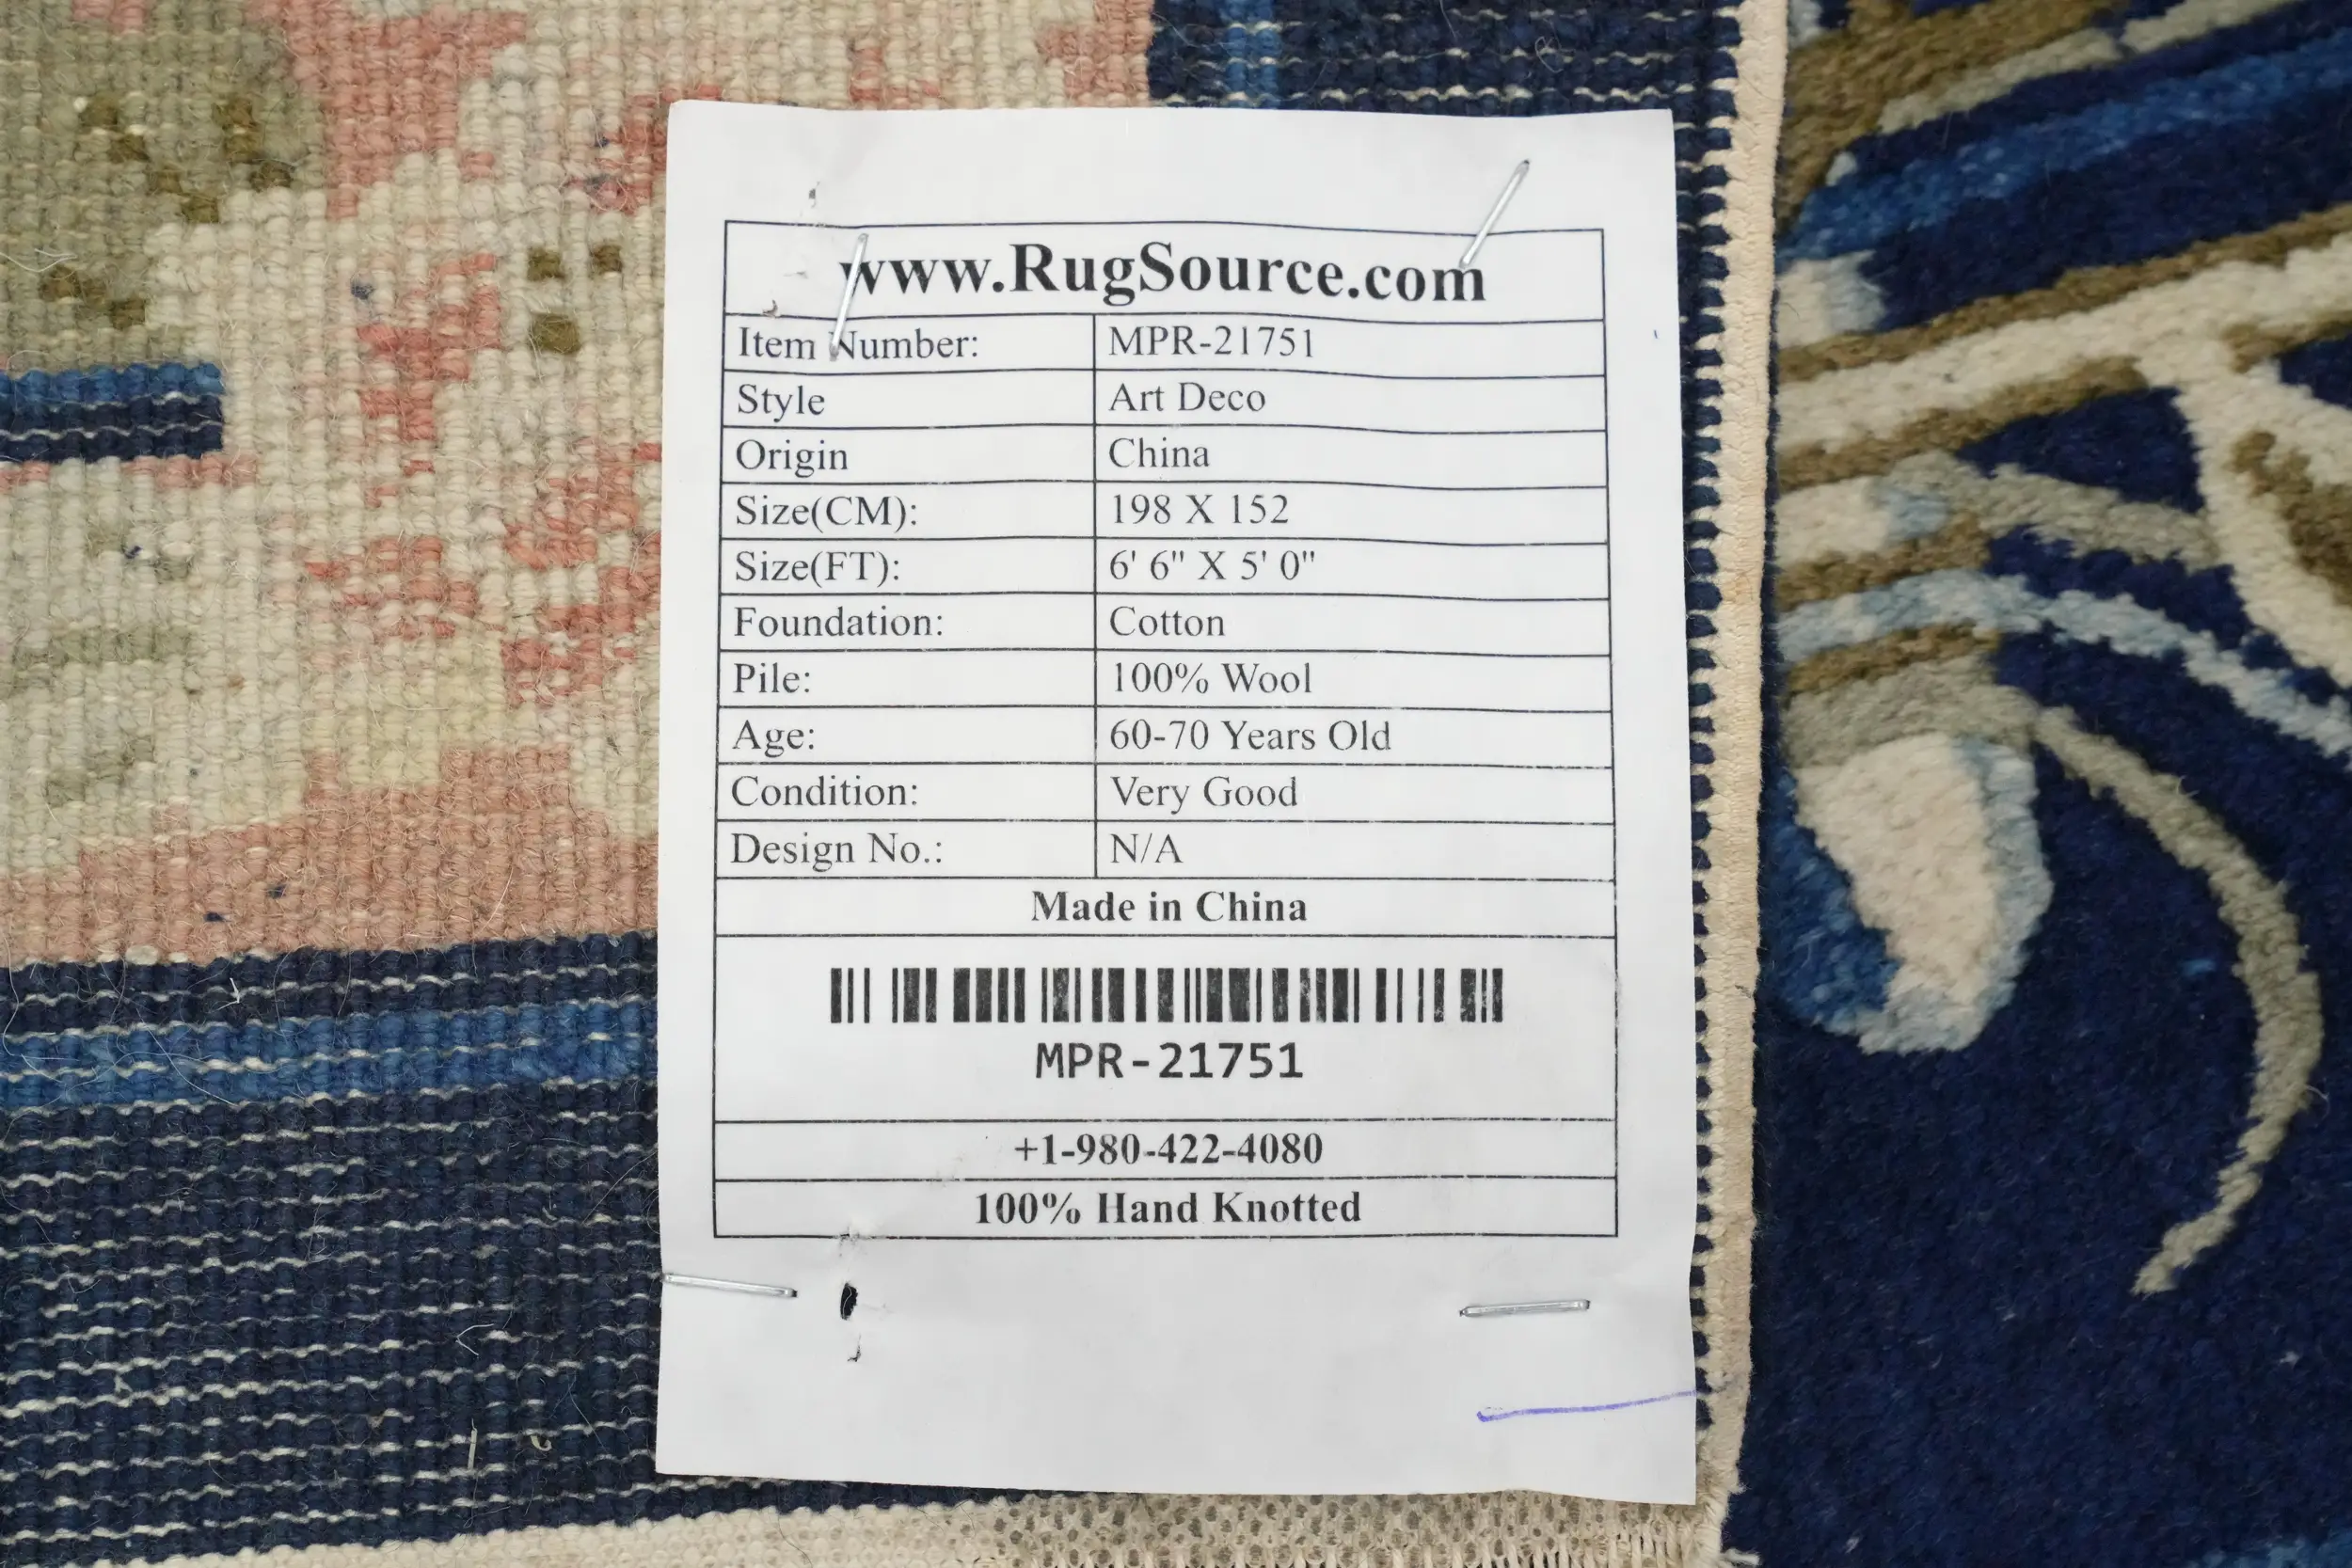 www.RugSource.com
Item Number: MPR-21751
Style Art Deco
Origin China
Size(CM): 198 X 152
Size(FT): 6' 6" X 5' 0"
Foundation: Cotton
Pile: 100% Wool
Age: 60-70 Years Old
Condition: Very Good
Design No.: N/A
Made in China
MPR-21751
+1-980-422-4080
100% Hand Knotted